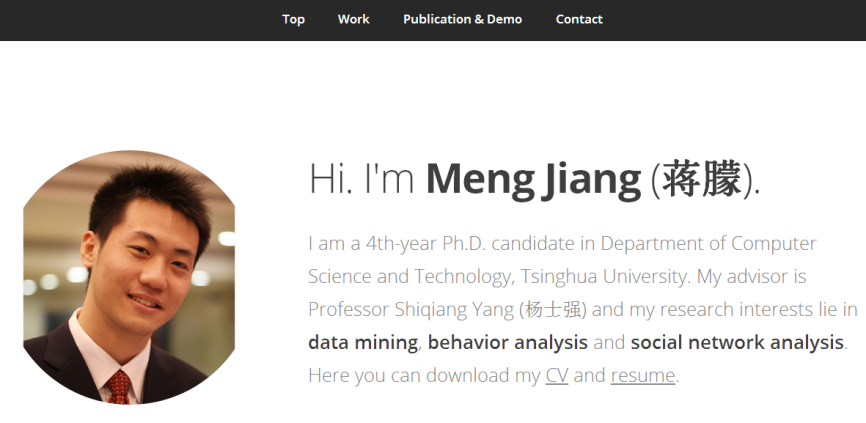 Top Work Publication & Demo Contact
Hi. I'm Meng Jiang (蒋朦).
I am a 4th-year Ph.D. candidate in Department of Computer
Science and Technology, Tsinghua University. My advisor is
Professor Shiqiang Yang (杨士强) and my research interests lie in
data mining, behavior analysis and social network analysis.
Here you can download my CV and resume.